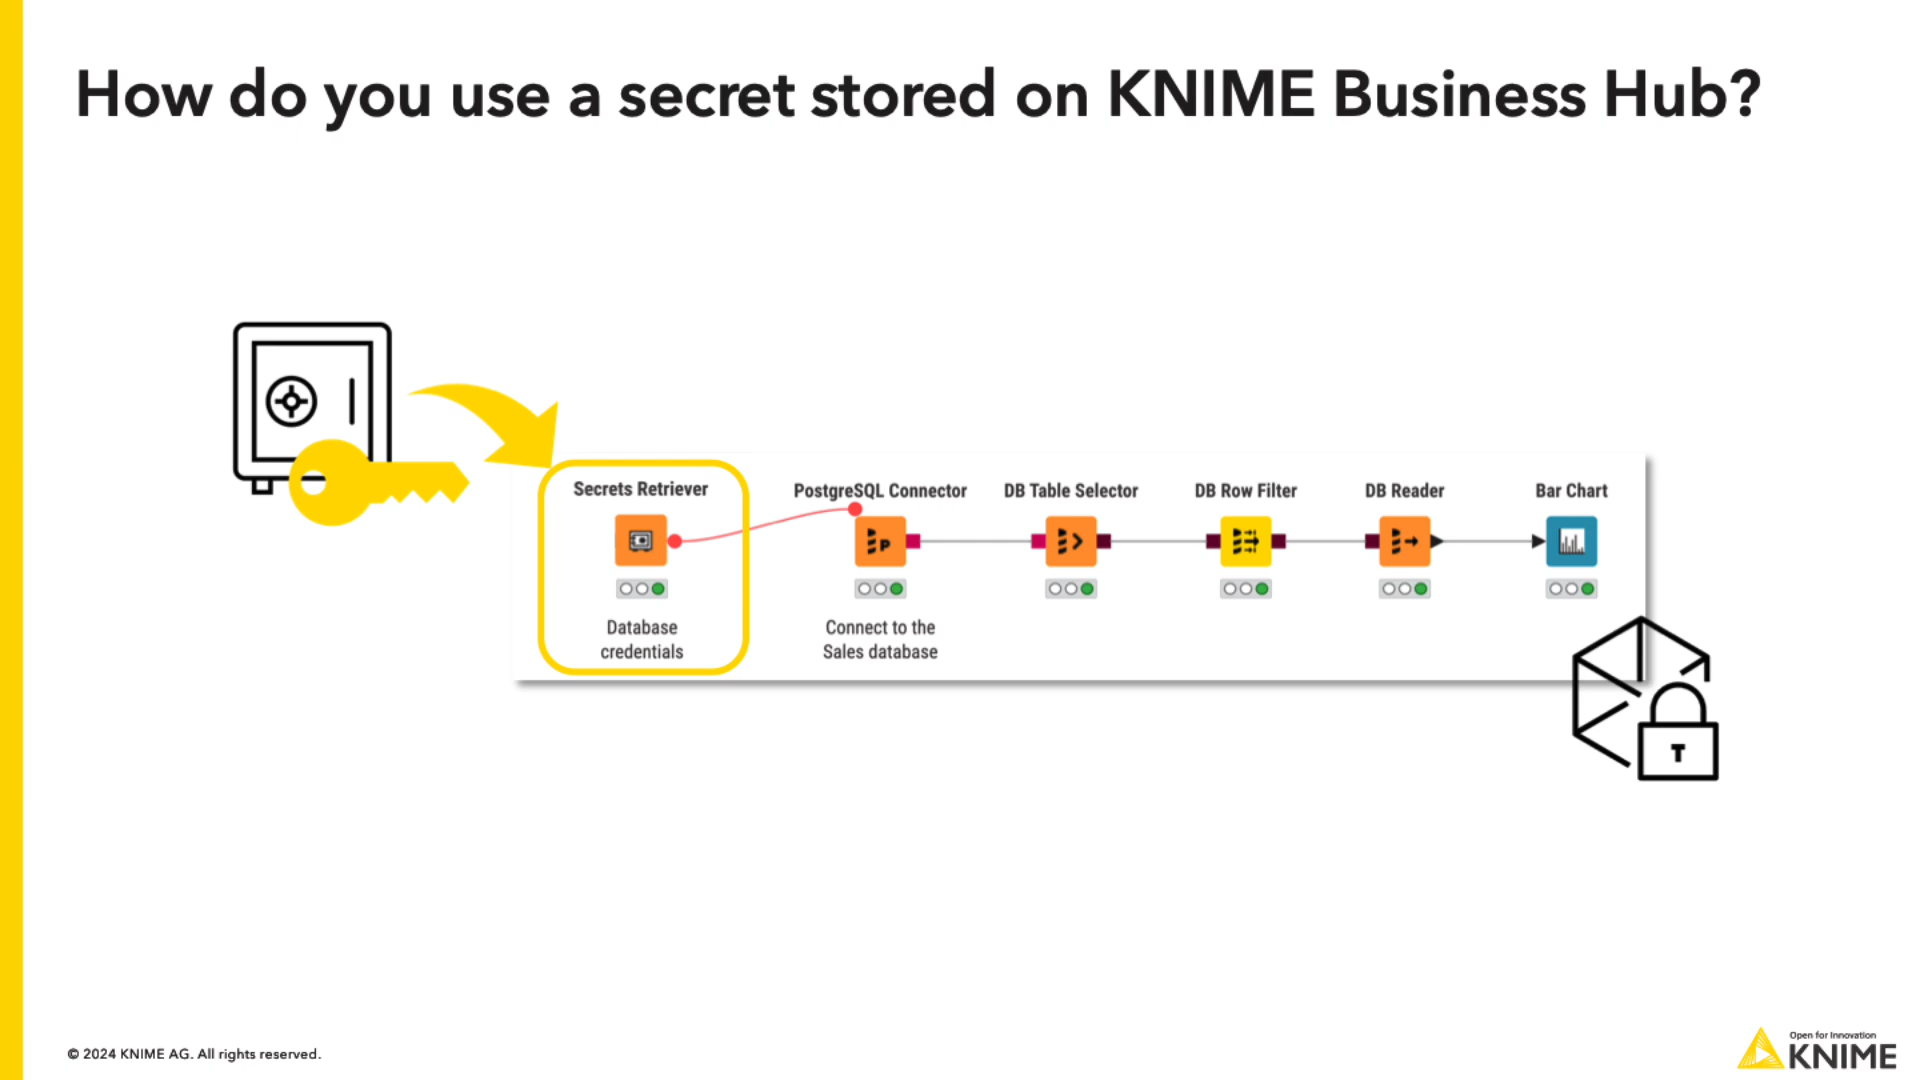 How do you use a secret stored on KNIME Business Hub?
Secrets Retriever
PostgreSQL Connector
DB Table Selector
DB Row Filter
DB Reader
Bar Chart
P
Database
credentials
Connect to the
Sales database
T
© 2024 KNIME AG. All rights reserved.
Open for Innovation
KNIME